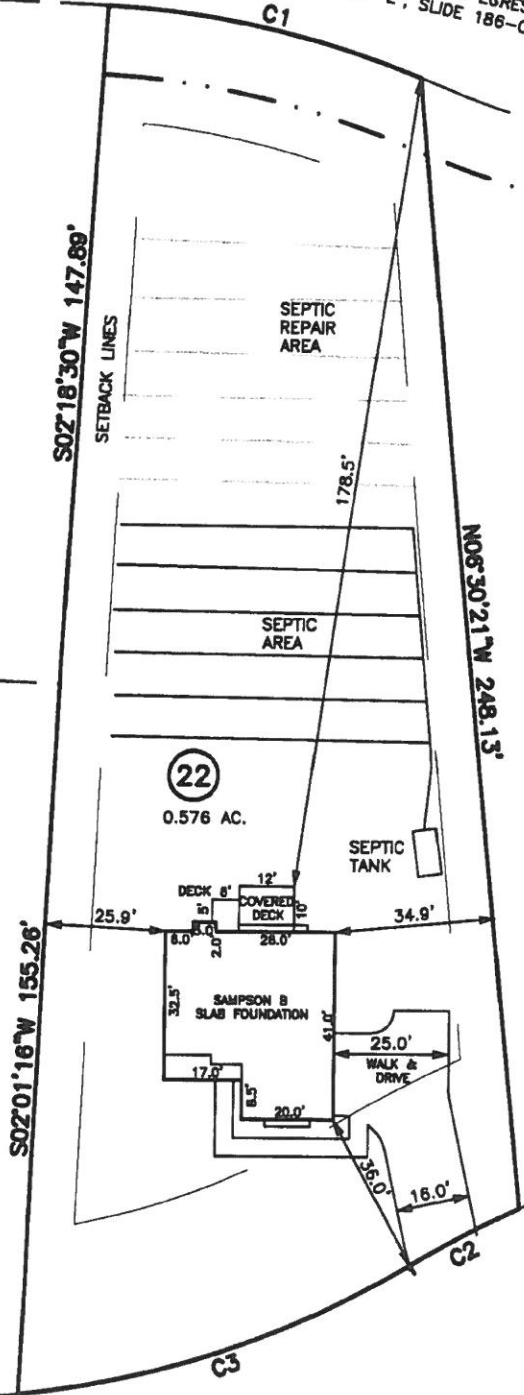 C1
SLIDE 186-
S02°18'30"W 147.89'
SETBACK LINES
SEPTIC
REPAIR
AREA
178.5'
N06°30'21"W 248.13'
SEPTIC
AREA
22
0.576 AC.
SEPTIC
TANK
12'
DECK 6'
5'
COVERED
DECK
10'
25.9'
34.9'
6.0'
5.0'
2.0'
28.0'
S02°01'16"W 155.26'
32.5'
SAMPSON B
SLAB FOUNDATION
41.0'
25.0'
WALK &
DRIVE
17.0'
8.5'
20.0'
36.0'
16.0'
C2
C3